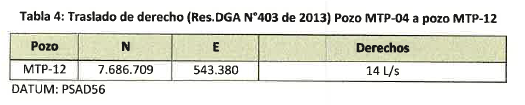 Tabla 4: Traslado de derecho (Res.DGA N°403 de 2013) Pozo MTP-04 a pozo MTP-12
Pozo N E Derechos
MTP-12 7.686.709 543.380 14 L/s
DATUM: PSAD56